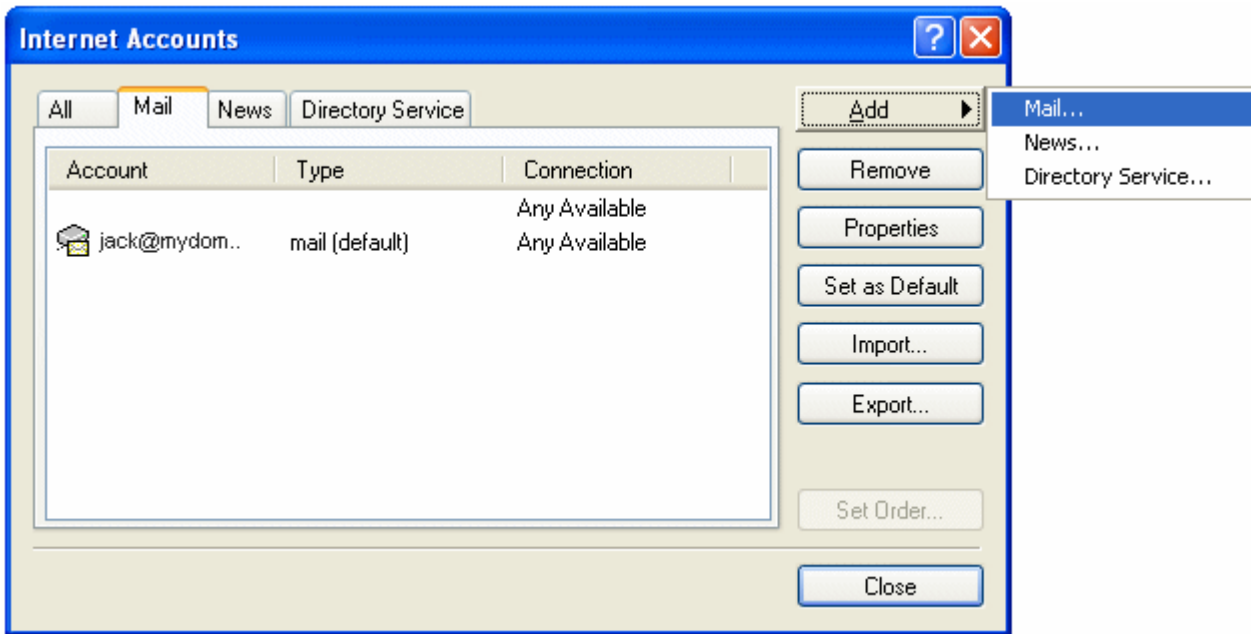 Internet Accounts
All Mail News Directory Service
Add
Mail...
News...
Directory Service...
Account Type Connection
Remove
Any Available
jack@mydom.. mail (default) Any Available
Properties
Set as Default
Import...
Export...
Set Order...
Close